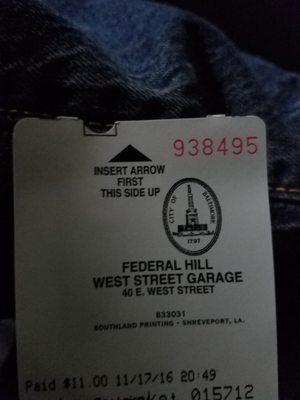 938495
INSERT ARROW
FIRST
THIS SIDE UP
CITY OF BALTIMORE
1797
FEDERAL HILL
WEST STREET GARAGE
40 E. WEST STREET
833031
SOUTHLAND PRINTING • SHREVEPORT, LA.
Paid $11.00 11/17/16 20:49
015712